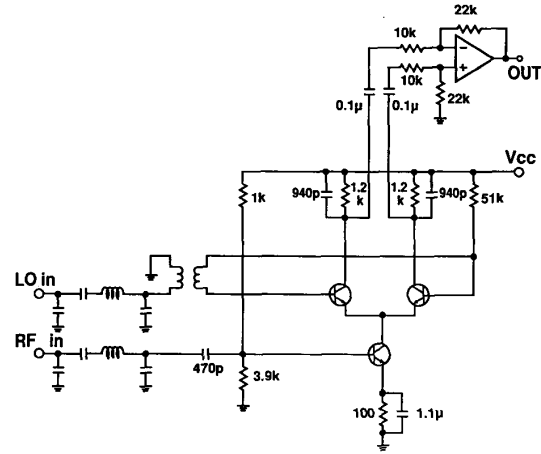 22k
10k
10k
OUT
22k
0.1μ
0.1μ
Vcc
1k
940p
1.2
k
1.2
k
940p
51k
LO in
RF in
470p
3.9k
100
1.1μ